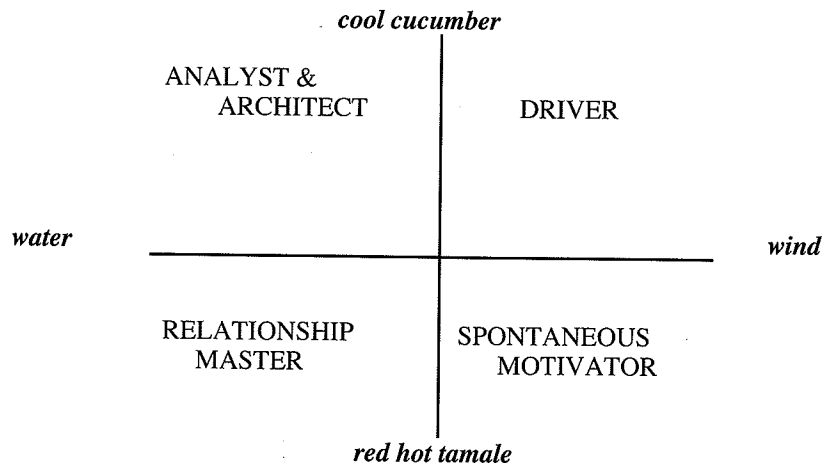 cool cucumber
ANALYST &
ARCHITECT
DRIVER
water
wind
RELATIONSHIP
MASTER
SPONTANEOUS
MOTIVATOR
red hot tamale